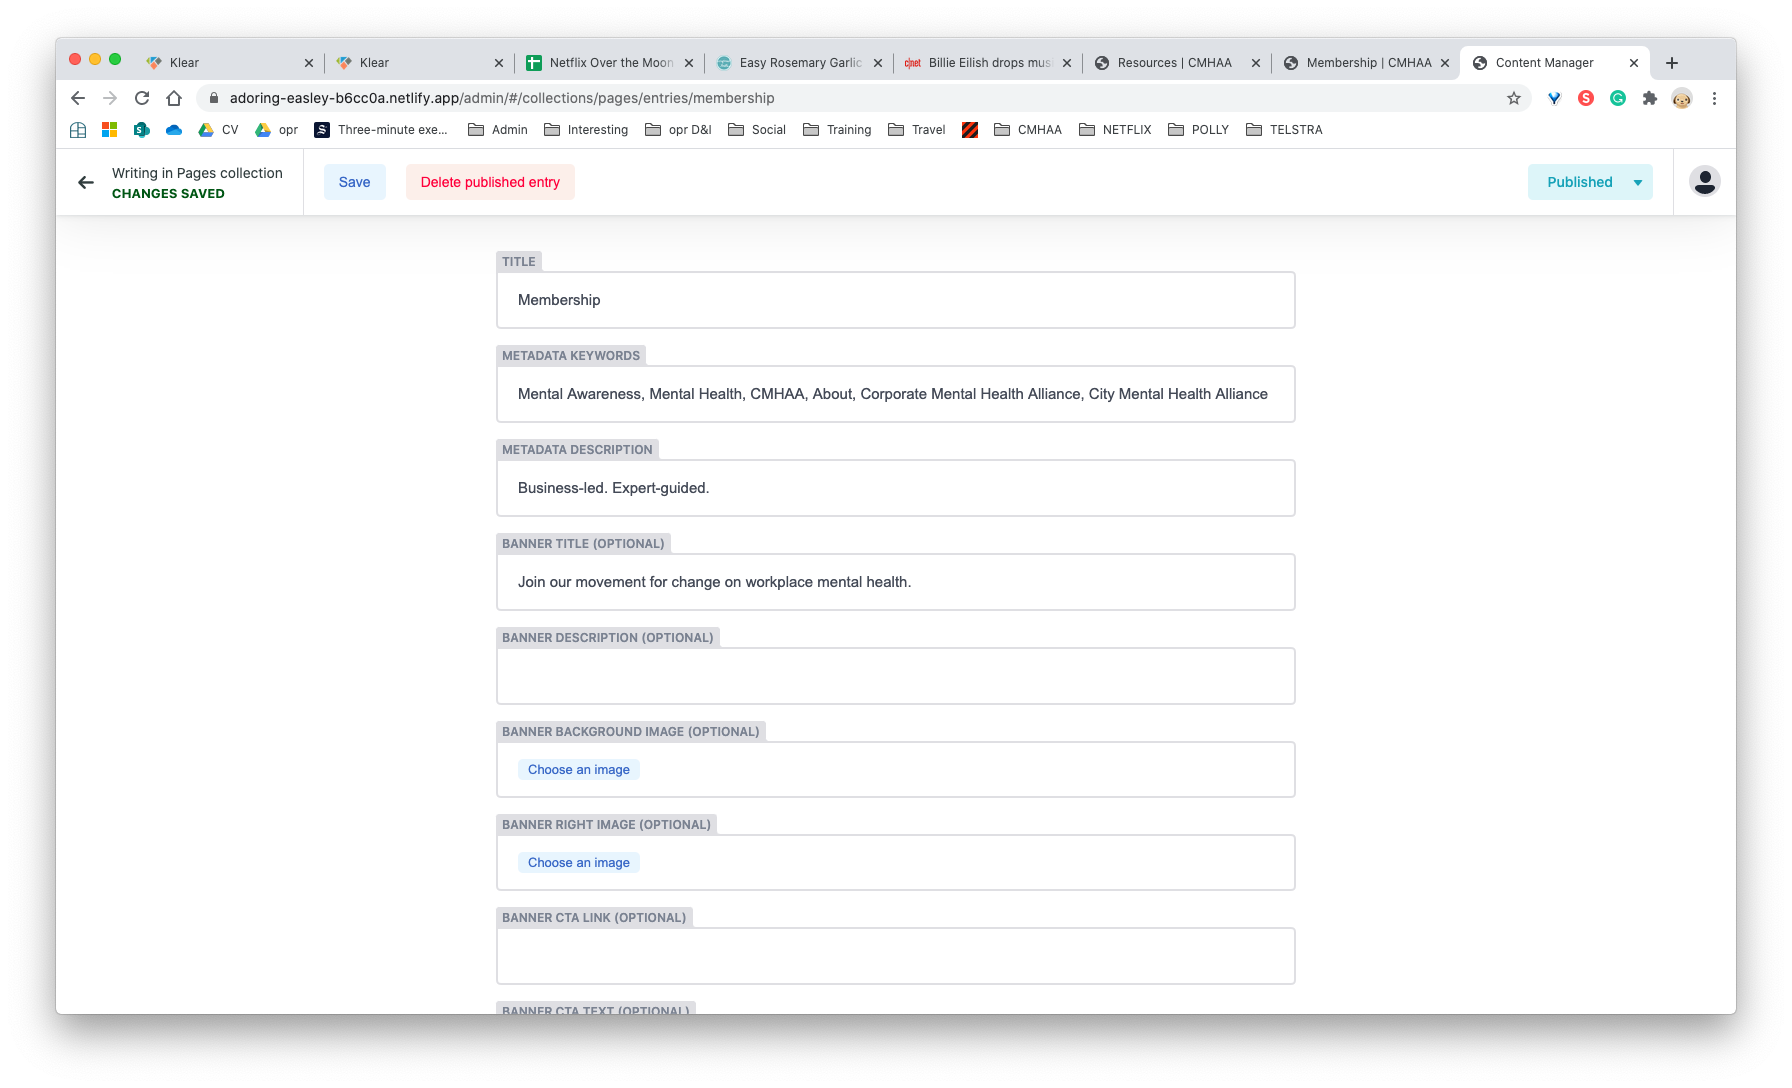 Klear
Klear
Netflix Over the Moon
Easy Rosemary Garlic
cnet Billie Eilish drops musi
Resources | CMHAA
Membership | CMHAA
Content Manager
adoring-easley-b6cc0a.netlify.app/admin/#/collections/pages/entries/membership
CV
opr
Three-minute exe...
Admin
Interesting
opr D&I
Social
Training
Travel
CMHAA
NETFLIX
POLLY
TELSTRA
Writing in Pages collection
CHANGES SAVED
Save
Delete published entry
Published
TITLE
Membership
METADATA KEYWORDS
Mental Awareness, Mental Health, CMHAA, About, Corporate Mental Health Alliance, City Mental Health Alliance
METADATA DESCRIPTION
Business-led. Expert-guided.
BANNER TITLE (OPTIONAL)
Join our movement for change on workplace mental health.
BANNER DESCRIPTION (OPTIONAL)
BANNER BACKGROUND IMAGE (OPTIONAL)
Choose an image
BANNER RIGHT IMAGE (OPTIONAL)
Choose an image
BANNER CTA LINK (OPTIONAL)
BANNER CTA TEXT (OPTIONAL)